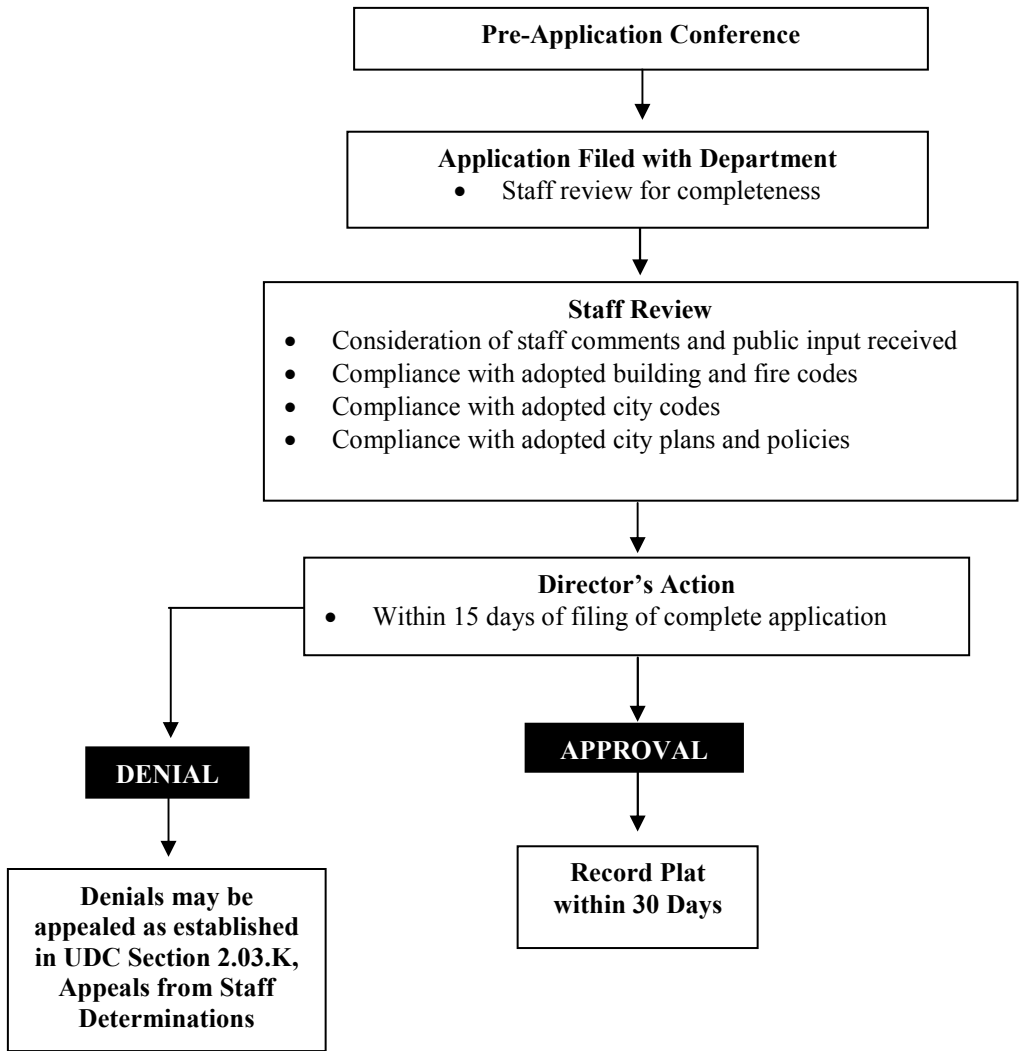 Pre-Application Conference
Application Filed with Department
• Staff review for completeness
Staff Review
• Consideration of staff comments and public input received
• Compliance with adopted building and fire codes
• Compliance with adopted city codes
• Compliance with adopted city plans and policies
Director’s Action
• Within 15 days of filing of complete application
DENIAL
APPROVAL
Denials may be
appealed as established
in UDC Section 2.03.K,
Appeals from Staff
Determinations
Record Plat
within 30 Days